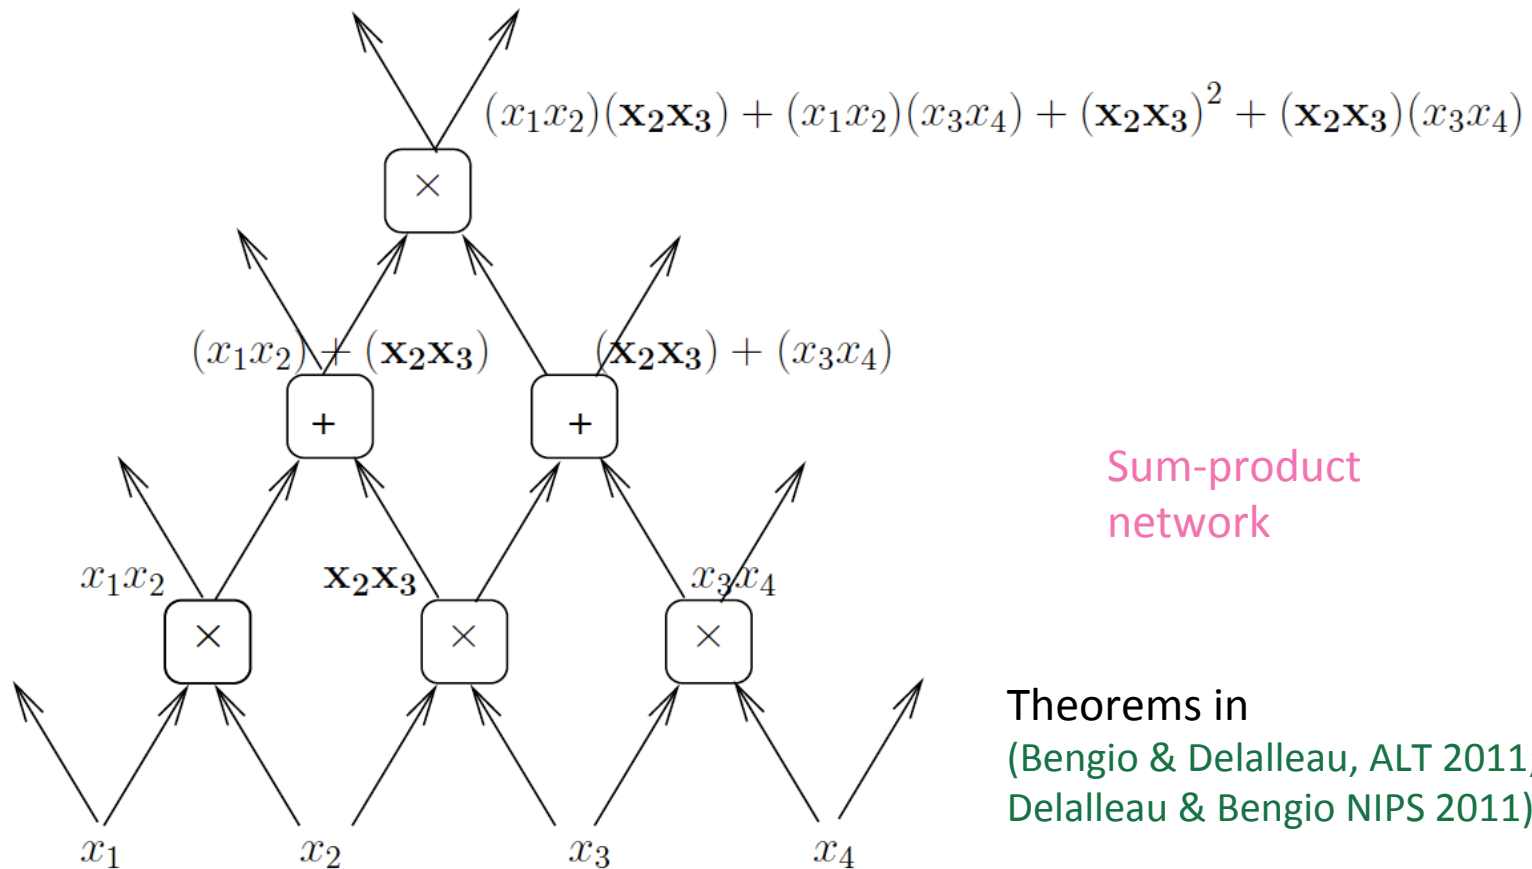 (x₁x₂)(𝐱₂𝐱₃) + (x₁x₂)(x₃x₄) + (𝐱₂𝐱₃)² + (𝐱₂𝐱₃)(x₃x₄)
×
(x₁x₂) + (𝐱₂𝐱₃)
(𝐱₂𝐱₃) + (x₃x₄)
+
+
Sum-product
network
x₁x₂
𝐱₂𝐱₃
x₃x₄
×
×
×
Theorems in
(Bengio & Delalleau, ALT 2011,
Delalleau & Bengio NIPS 2011)
x₁
x₂
x₃
x₄